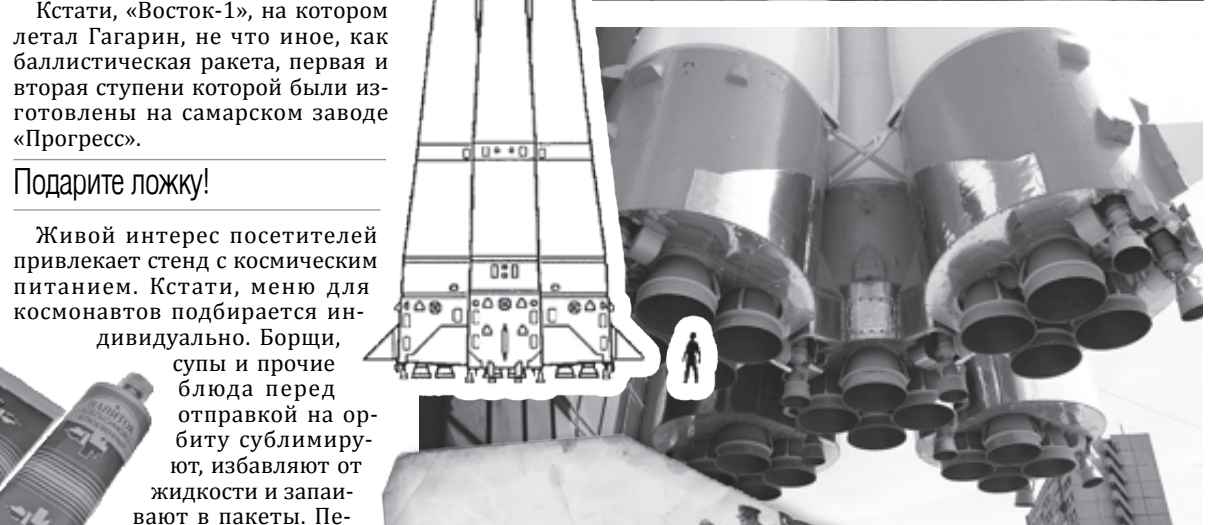 Кстати, «Восток-1», на котором
летал Гагарин, не что иное, как
баллистическая ракета, первая и
вторая ступени которой были из-
готовлены на самарском заводе
«Прогресс».
Подарите ложку!
Живой интерес посетителей
привлекает стенд с космическим
питанием. Кстати, меню для
космонавтов подбирается ин-
дивидуально. Борщи,
супы и прочие
блюда перед
отправкой на ор-
биту сублимиру-
ют, избавляют от
жидкости и запаи-
вают в пакеты. Пе-
НАПИТОК